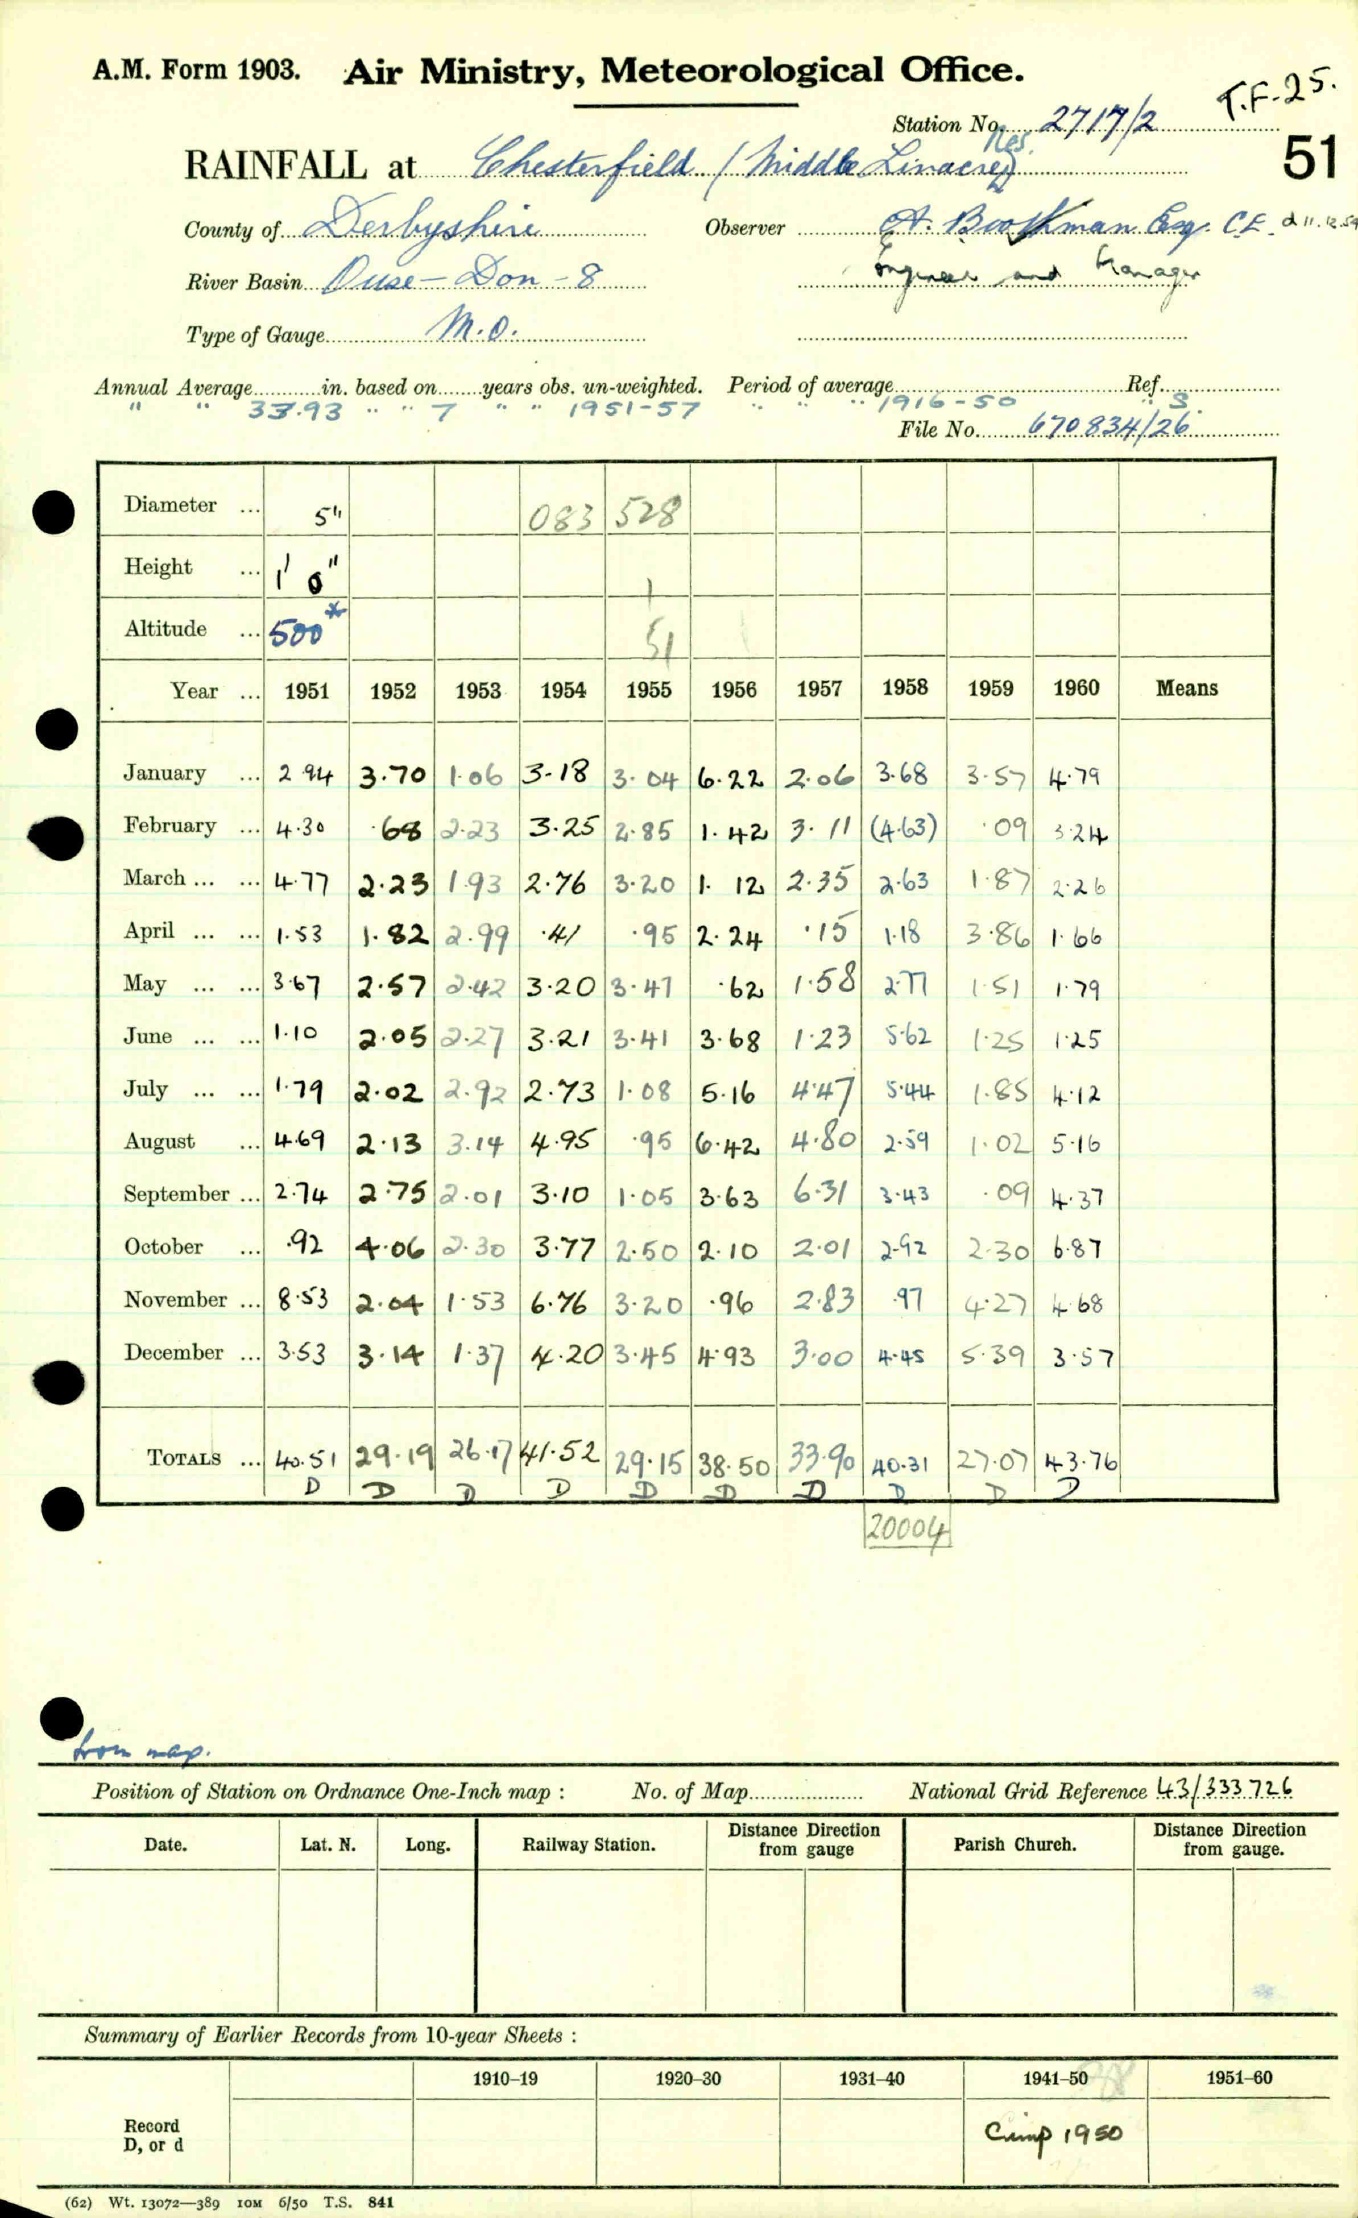 A.M. Form 1903. Air Ministry, Meteorological Office.
T.F-25.
Station No. 2717/2
51
RAINFALL at Chesterfield (Middle Linacre Res.)
County of Derbyshire Observer A. Bookman Esq. C.E. d 11.12.59
River Basin Ouse - Don - 8 Engineer and Manager
Type of Gauge M.O.
Annual Average in. based on years obs. un-weighted. Period of average Ref.
" " 33.93 " " 7 " " 1951-57 " " " 1916-50 " S.
File No. 670834/26
Diameter ... 5" 083 528
Height ... 1' 0" 1
Altitude ... 500* 51
Year ... 1951 1952 1953 1954 1955 1956 1957 1958 1959 1960 Means
January ... 2.94 3.70 1.06 3.18 3.04 6.22 2.06 3.68 3.57 4.79
February ... 4.30 .68 2.23 3.25 2.85 1.42 3.11 (4.63) .09 3.24
March ... ... 4.77 2.23 1.93 2.76 3.20 1.12 2.35 2.63 1.87 2.26
April ... ... 1.53 1.82 2.99 .41 .95 2.24 .15 1.18 3.86 1.66
May ... ... 3.67 2.57 2.42 3.20 3.47 .62 1.58 2.77 1.51 1.79
June ... ... 1.10 2.05 2.27 3.21 3.41 3.68 1.23 5.62 1.25 1.25
July ... ... 1.79 2.02 2.92 2.73 1.08 5.16 4.47 5.44 1.85 4.12
August ... 4.69 2.13 3.14 4.95 .95 6.42 4.80 2.59 1.02 5.16
September ... 2.74 2.75 2.01 3.10 1.05 3.63 6.31 3.43 .09 4.37
October ... .92 4.06 2.30 3.77 2.50 2.10 2.01 2.92 2.30 6.87
November ... 8.53 2.04 1.53 6.76 3.20 .96 2.83 .97 4.27 4.68
December ... 3.53 3.14 1.37 4.20 3.45 4.93 3.00 4.45 5.39 3.57
TOTALS ... 40.51 29.19 26.17 41.52 29.15 38.50 33.90 40.31 27.07 43.76
D D D D D D D D D D
20004
from map.
Position of Station on Ordnance One-Inch map : No. of Map National Grid Reference 43/333726
Date. Lat. N. Long. Railway Station. Distance from Direction gauge Parish Church. Distance from Direction gauge.
Summary of Earlier Records from 10-year Sheets :
1910–19 1920–30 1931–40 1941–50 1951–60
Record D, or d Comp 1950
(62) Wt. 13072—389 10M 6/50 T.S. 841